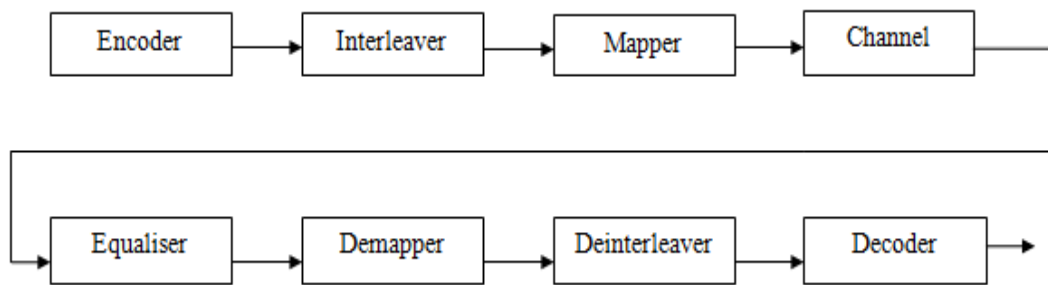 Encoder
Interleaver
Mapper
Channel
Equaliser
Demapper
Deinterleaver
Decoder